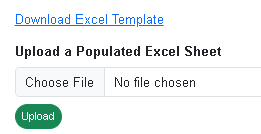 Download Excel Template
Upload a Populated Excel Sheet
Choose File No file chosen
Upload